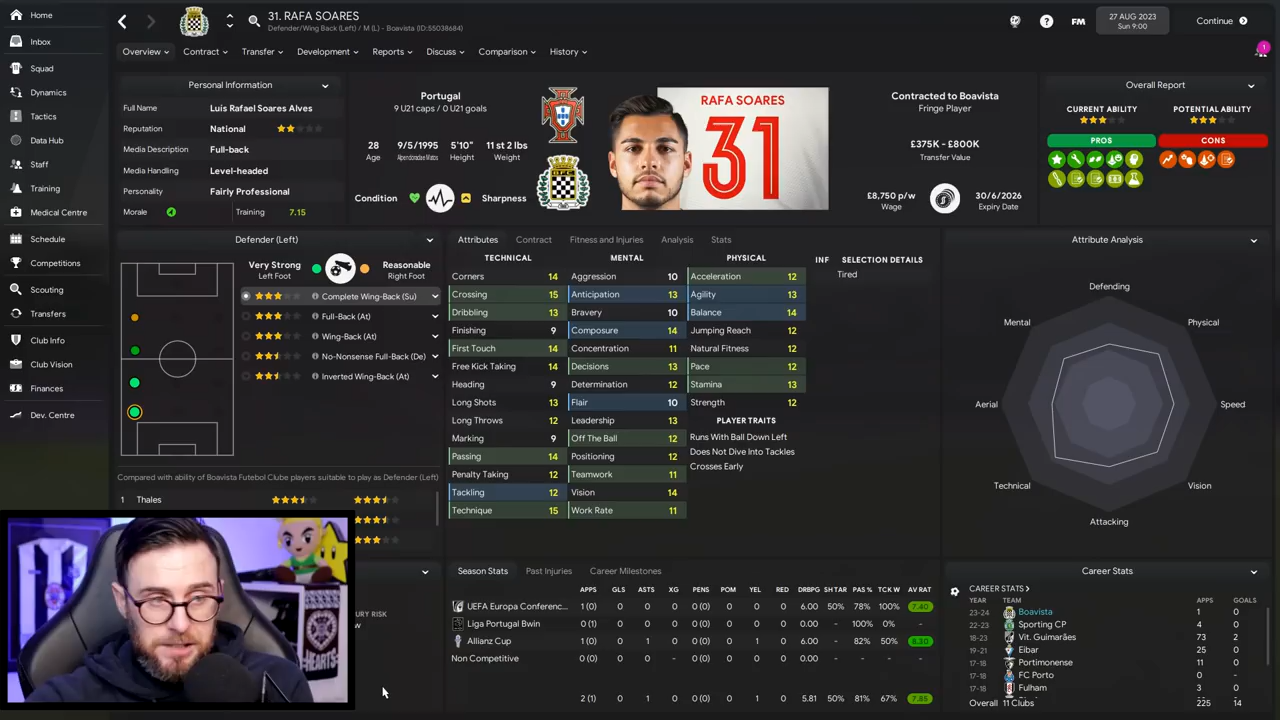 Home
Inbox
Squad
Dynamics
Tactics
Data Hub
Staff
Training
Medical Centre
Schedule
Competitions
Scouting
Transfers
Club Info
Club Vision
Finances
Dev. Centre
31. RAFA SOARES
Defender/Wing Back (Left) / M (L) - Boavista (ID:55038684)
FM
27 AUG 2023
Sun 9:00
Continue
1
Overview Contract Transfer Development Reports Discuss Comparison History
Personal Information
Full Name Luis Rafael Soares Alves
Reputation National
Media Description Full-back
Media Handling Level-headed
Personality Fairly Professional
Morale Training 7.15
Portugal
9 U21 caps / 0 U21 goals
28 9/5/1995 5'10" 11 st 2 lbs
Age Height Weight
Condition Sharpness
RAFA SOARES
31
Contracted to Boavista
Fringe Player
£375K - £800K
Transfer Value
£8,750 p/w 30/6/2026
Wage Expiry Date
Overall Report
CURRENT ABILITY POTENTIAL ABILITY
PROS CONS
Defender (Left)
Very Strong Reasonable
Left Foot Right Foot
Complete Wing-Back (Su)
Full-Back (At)
Wing-Back (At)
No-Nonsense Full-Back (De)
Inverted Wing-Back (At)
Compared with ability of Boavista Futebol Clube players suitable to play as Defender (Left)
1 Thales
URY RISK
Attributes Contract Fitness and Injuries Analysis Stats
TECHNICAL MENTAL PHYSICAL
Corners 14 Aggression 10 Acceleration 12
Crossing 15 Anticipation 13 Agility 13
Dribbling 13 Bravery 10 Balance 14
Finishing 9 Composure 14 Jumping Reach 12
First Touch 14 Concentration 11 Natural Fitness 12
Free Kick Taking 14 Decisions 13 Pace 12
Heading 9 Determination 12 Stamina 13
Long Shots 13 Flair 10 Strength 12
Long Throws 12 Leadership 13 PLAYER TRAITS
Marking 9 Off The Ball 12 Runs With Ball Down Left
Passing 14 Positioning 12 Does Not Dive Into Tackles
Penalty Taking 12 Teamwork 11 Crosses Early
Tackling 12 Vision 14
Technique 15 Work Rate 11
INF SELECTION DETAILS
Tired
Attribute Analysis
Defending
Mental Physical
Aerial Speed
Technical Vision
Attacking
Season Stats Past Injuries Career Milestones
APPS GLS ASTS XG PENS POM YEL RED DRBPG SH TAR PAS % TCK W AV RAT
UEFA Europa Conferenc... 1 (0) 0 0 0 0 (0) 0 0 0 6.00 50% 78% 100% 7.40
Liga Portugal Bwin 0 (1) 0 0 0 0 (0) 0 0 0 0.00 - 100% 0% -
Allianz Cup 1 (0) 0 1 - 0 (0) 0 1 0 6.00 - 82% 50% 8.30
Non Competitive 0 (0) 0 0 - 0 (0) 0 0 0 0.00 - - - -
2 (1) 0 1 0 0 (0) 0 1 0 5.81 50% 81% 67% 7.85
Career Stats
CAREER STATS >
YEAR TEAM APPS GOALS
23-24 Boavista 1 0
22-23 Sporting CP 4 0
18-23 Vit. Guimarães 73 2
19-21 Eibar 25 0
17-18 Portimonense 11 0
17-18 FC Porto 0 -
17-18 Fulham 3 0
Overall 11 Clubs 225 14